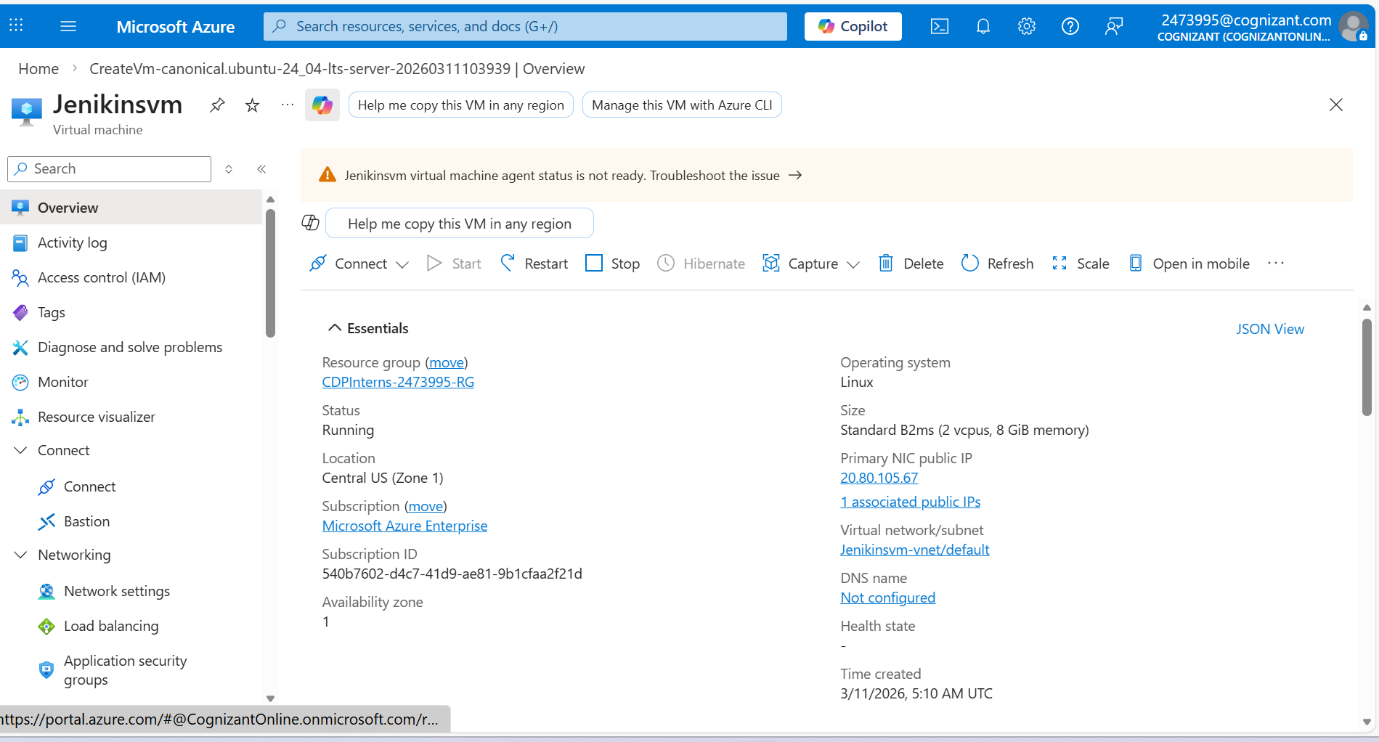 Microsoft Azure
Search resources, services, and docs (G+/)
Copilot
2473995@cognizant.com
COGNIZANT (COGNIZANTONLIN...
Home > CreateVm-canonical.ubuntu-24_04-lts-server-20260311103939 | Overview
Jenikinsvm
Virtual machine
Help me copy this VM in any region
Manage this VM with Azure CLI
Search
Jenikinsvm virtual machine agent status is not ready. Troubleshoot the issue →
Help me copy this VM in any region
Connect
Start
Restart
Stop
Hibernate
Capture
Delete
Refresh
Scale
Open in mobile
Overview
Activity log
Access control (IAM)
Tags
Diagnose and solve problems
Monitor
Resource visualizer
Connect
Connect
Bastion
Networking
Network settings
Load balancing
Application security
groups
Essentials
JSON View
Resource group (move)
CDPInterns-2473995-RG
Status
Running
Location
Central US (Zone 1)
Subscription (move)
Microsoft Azure Enterprise
Subscription ID
540b7602-d4c7-41d9-ae81-9b1cfaa2f21d
Availability zone
1
Operating system
Linux
Size
Standard B2ms (2 vcpus, 8 GiB memory)
Primary NIC public IP
20.80.105.67
1 associated public IPs
Virtual network/subnet
Jenikinsvm-vnet/default
DNS name
Not configured
Health state
-
Time created
3/11/2026, 5:10 AM UTC
https://portal.azure.com/#@CognizantOnline.onmicrosoft.com/r...